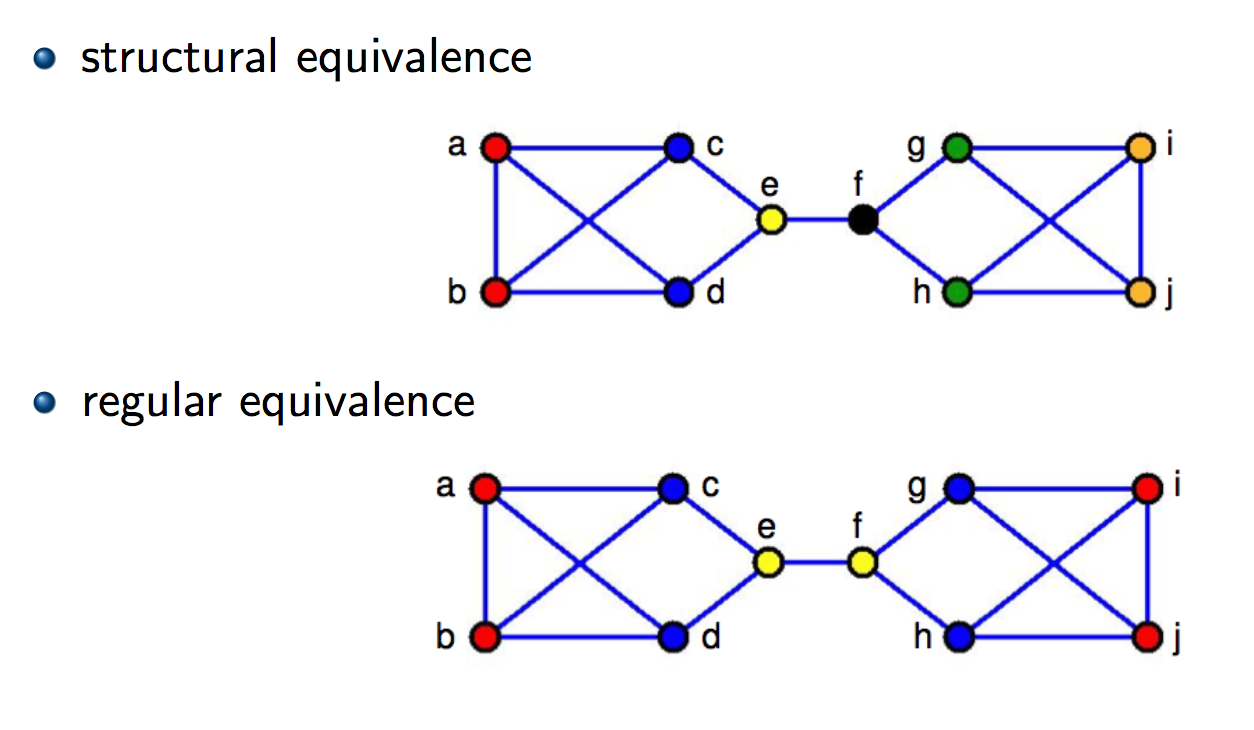 structural equivalence
a c g i
e f
b d h j
regular equivalence
a c g i
e f
b d h j